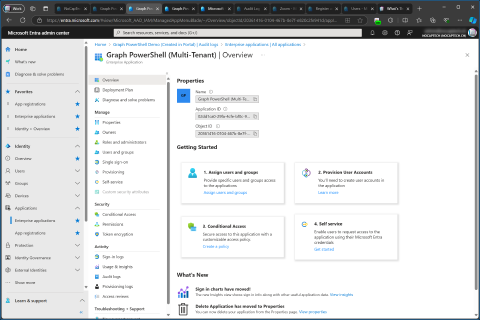 Work
What's T
Microsoft Entra admin center
Search resources, services, and docs (G+/)
Home
What's new
Diagnose & solve problems
Favorites
App registrations
Enterprise applications
Identity > Overview
Identity
Overview
Users
Groups
Devices
Applications
Enterprise applications
App registrations
Protection
Identity Governance
External Identities
Show more
Learn & support
Home > Graph PowerShell Demo (Created in Portal) | Audit logs > Enterprise applications | All applications >
Graph PowerShell (Multi-Tenant) | Overview
Enterprise Application
Overview
Deployment Plan
Diagnose and solve problems
Manage
Properties
Owners
Roles and administrators
Users and groups
Single sign-on
Provisioning
Self-service
Custom security attributes
Security
Conditional Access
Permissions
Token encryption
Activity
Sign-in logs
Usage & insights
Audit logs
Provisioning logs
Access reviews
Troubleshooting + Support
Properties
Name
Graph PowerShell (Multi-Te...
Application ID
Object ID
Getting Started
1. Assign users and groups
Provide specific users and groups access to the applications
Assign users and groups
2. Provision User Accounts
You'll need to create user accounts in the application
Learn more
3. Conditional Access
Secure access to this application with a customizable access policy.
Create a policy
4. Self service
Enable users to request access to the application using their Microsoft Entra credentials
Get started
What's New
Sign in charts have moved!
The new Insights view shows sign in info along with other useful application data. View insights
Delete Application has moved to Properties
You can now delete your application from the Properties page. View properties